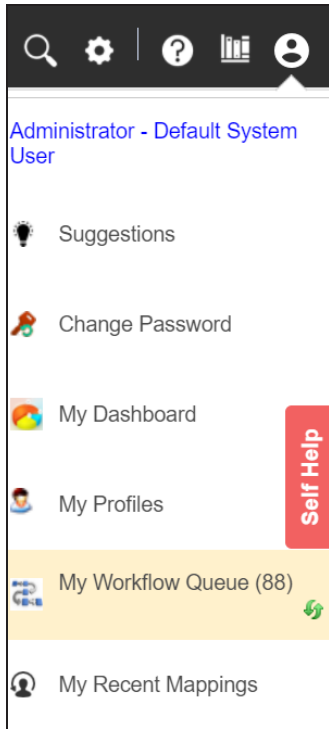 Administrator - Default System
User
Suggestions
Change Password
My Dashboard
Self Help
My Profiles
My Workflow Queue (88)
My Recent Mappings